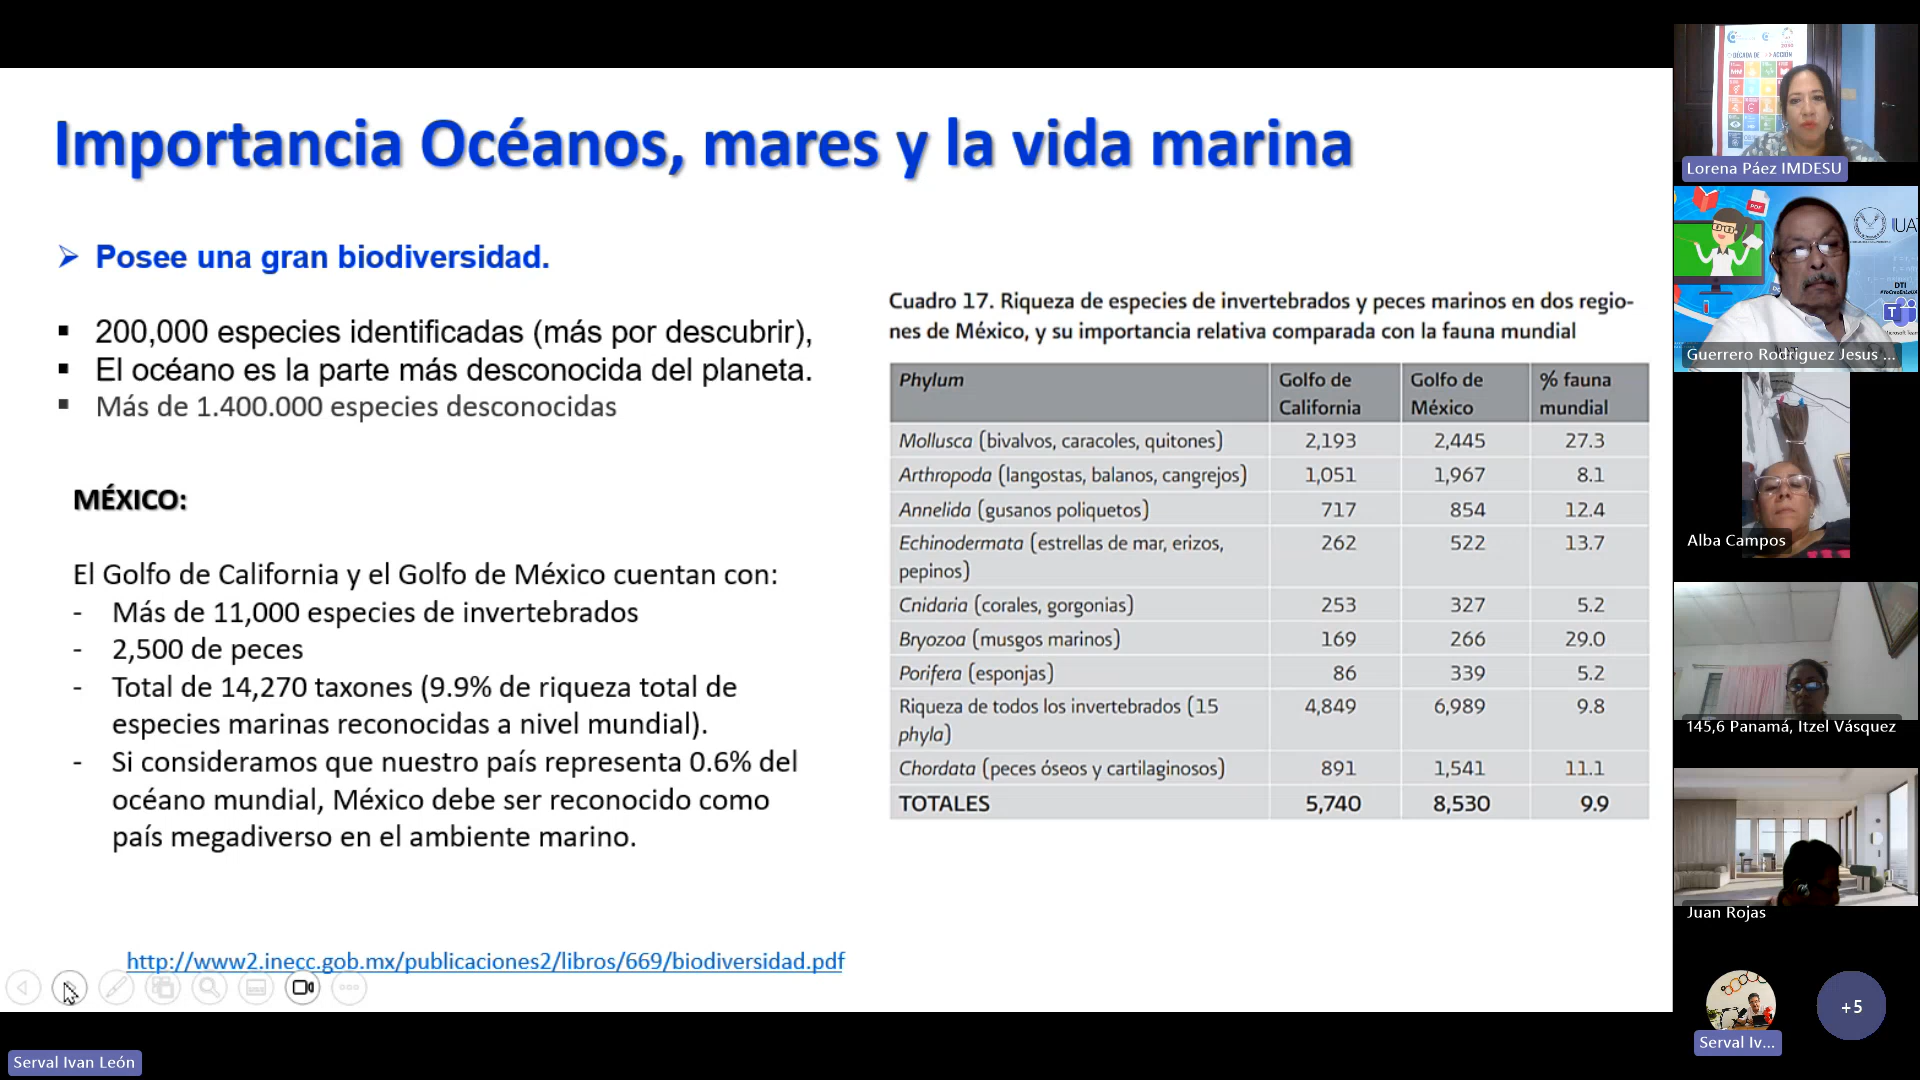 Importancia Océanos, mares y la vida marina
➢ Posee una gran biodiversidad.
▪ 200,000 especies identificadas (más por descubrir),
▪ El océano es la parte más desconocida del planeta.
▪ Más de 1.400.000 especies desconocidas
MÉXICO:
El Golfo de California y el Golfo de México cuentan con:
- Más de 11,000 especies de invertebrados
- 2,500 de peces
- Total de 14,270 taxones (9.9% de riqueza total de
especies marinas reconocidas a nivel mundial).
- Si consideramos que nuestro país representa 0.6% del
océano mundial, México debe ser reconocido como
país megadiverso en el ambiente marino.
http://www2.inecc.gob.mx/publicaciones2/libros/669/biodiversidad.pdf
Cuadro 17. Riqueza de especies de invertebrados y peces marinos en dos regio-
nes de México, y su importancia relativa comparada con la fauna mundial
Phylum Golfo de California Golfo de México % fauna mundial
Mollusca (bivalvos, caracoles, quitones) 2,193 2,445 27.3
Arthropoda (langostas, balanos, cangrejos) 1,051 1,967 8.1
Annelida (gusanos poliquetos) 717 854 12.4
Echinodermata (estrellas de mar, erizos, 262 522 13.7
pepinos)
Cnidaria (corales, gorgonias) 253 327 5.2
Bryozoa (musgos marinos) 169 266 29.0
Porifera (esponjas) 86 339 5.2
Riqueza de todos los invertebrados (15 4,849 6,989 9.8
phyla)
Chordata (peces óseos y cartilaginosos) 891 1,541 11.1
TOTALES 5,740 8,530 9.9
DÉCADA DE ACCIÓN
Lorena Páez IMDESU
PDF
UAT
DTI
Guerrero Rodriguez Jesus ...
Alba Campos
145,6 Panamá, Itzel Vásquez
Juan Rojas
Serval Iv...
+5
Serval Ivan León